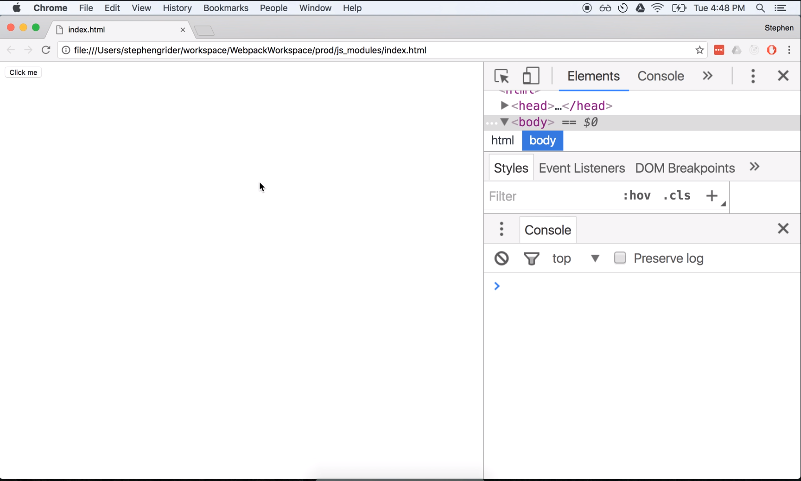 Chrome File Edit View History Bookmarks People Window Help Tue 4:48 PM
index.html Stephen
file:///Users/stephengrider/workspace/WebpackWorkspace/prod/js_modules/index.html
Click me
Elements Console »
<html>
▶<head>…</head>
…▼<body> == $0
html body
Styles Event Listeners DOM Breakpoints »
Filter :hov .cls +
Console
top ▼ Preserve log
>